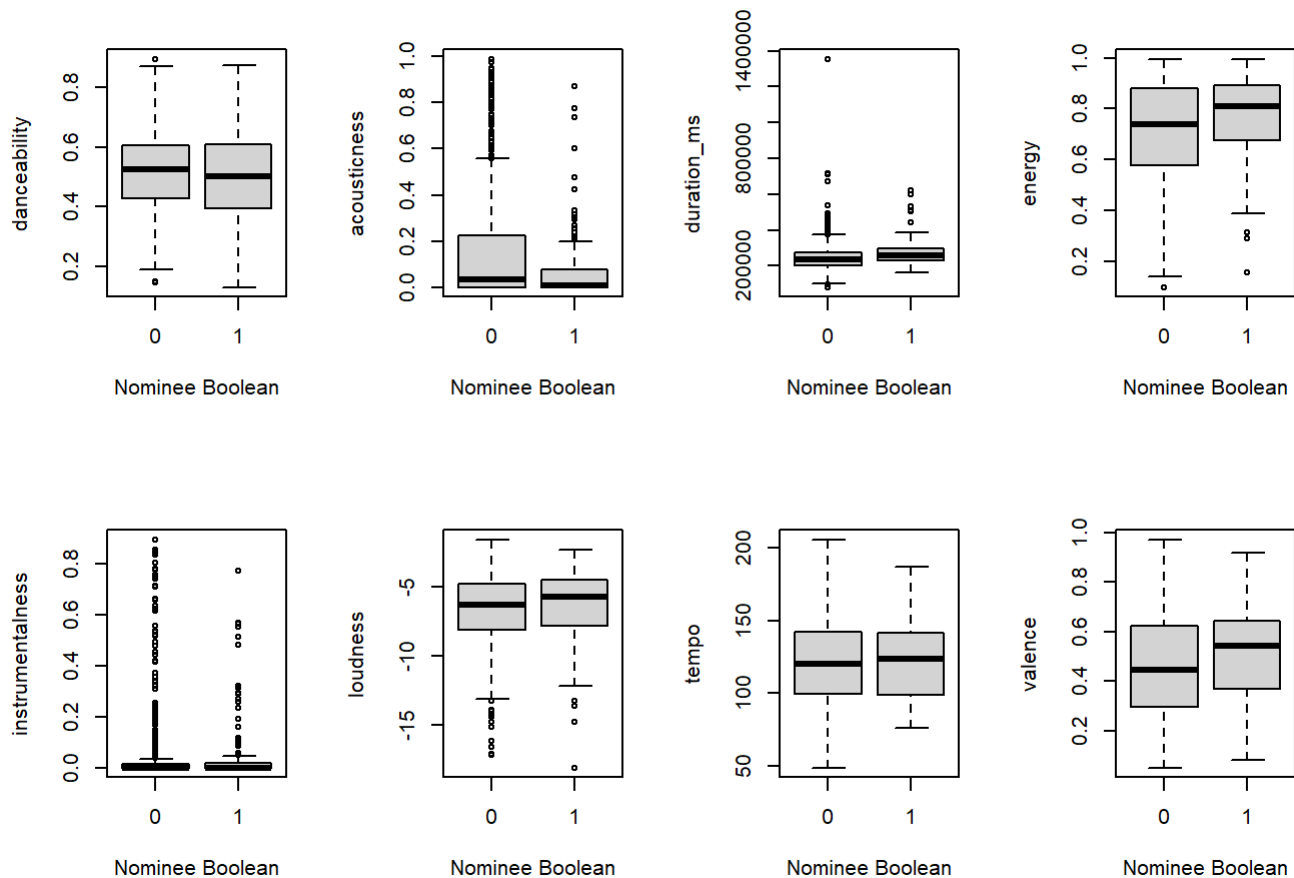 danceability
0.2 0.4 0.6 0.8
0 1
Nominee Boolean
acousticness
0.0 0.2 0.4 0.6 0.8 1.0
0 1
Nominee Boolean
duration_ms
200000 800000 1400000
0 1
Nominee Boolean
energy
0.2 0.4 0.6 0.8 1.0
0 1
Nominee Boolean
instrumentalness
0.0 0.2 0.4 0.6 0.8
0 1
Nominee Boolean
loudness
-15 -10 -5
0 1
Nominee Boolean
tempo
50 100 150 200
0 1
Nominee Boolean
valence
0.2 0.4 0.6 0.8 1.0
0 1
Nominee Boolean